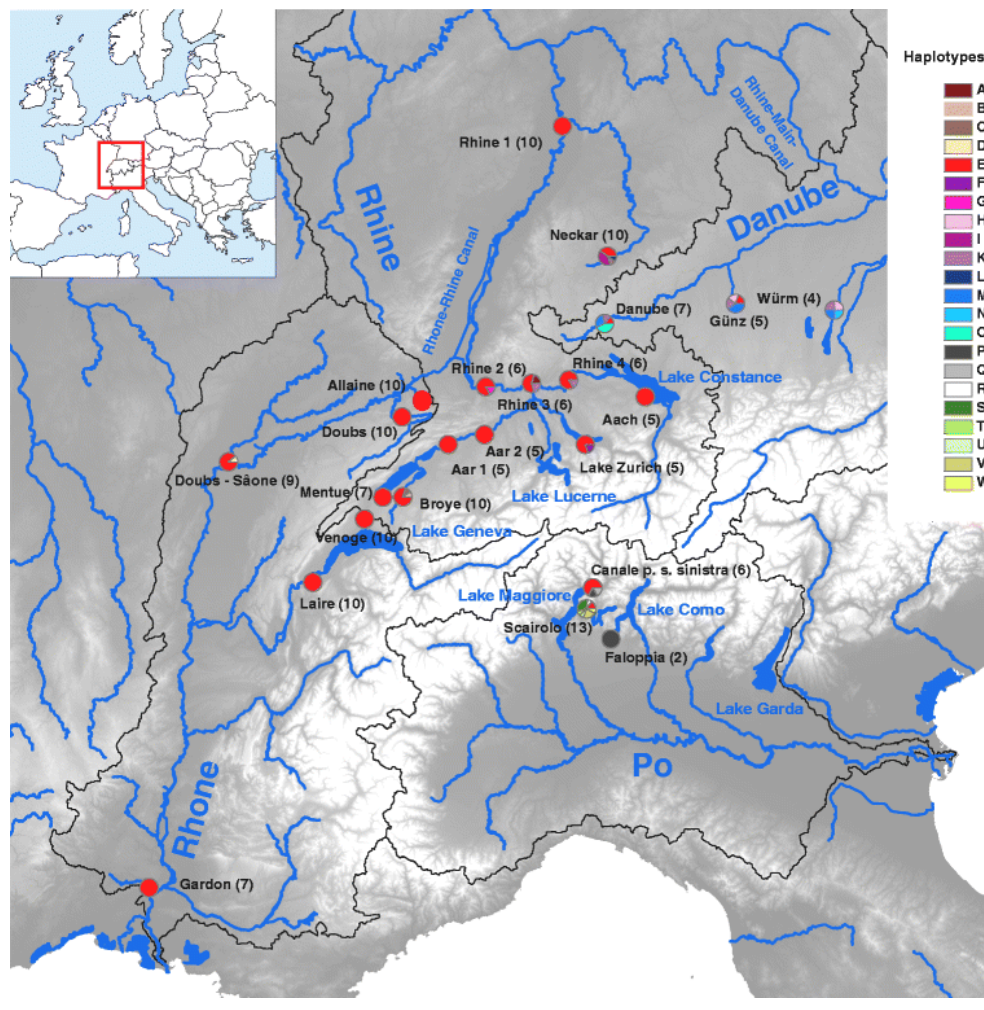 Haplotypes
A
B
C
D
E
F
G
H
I
K
L
M
N
O
P
Q
R
S
T
U
V
W
Rhine-Main-
Danube Canal
Rhine 1 (10)
Rhine
Danube
Neckar (10)
Rhone-Rhine Canal
Danube (7)
Günz (5)
Würm (4)
Rhine 2 (6)
Rhine 4 (6)
Allaine (10)
Lake Constance
Rhine 3 (6)
Doubs (10)
Aach (5)
Aar 2 (5)
Aar 1 (5)
Lake Zurich (5)
Doubs - Sâone (9)
Mentue (7)
Lake Lucerne
Broye (10)
Venoge (10)
Lake Geneva
Canale p. s. sinistra (6)
Lake Maggiore
Laire (10)
Lake Como
Scairolo (13)
Faloppia (2)
Lake Garda
Po
Rhone
Gardon (7)